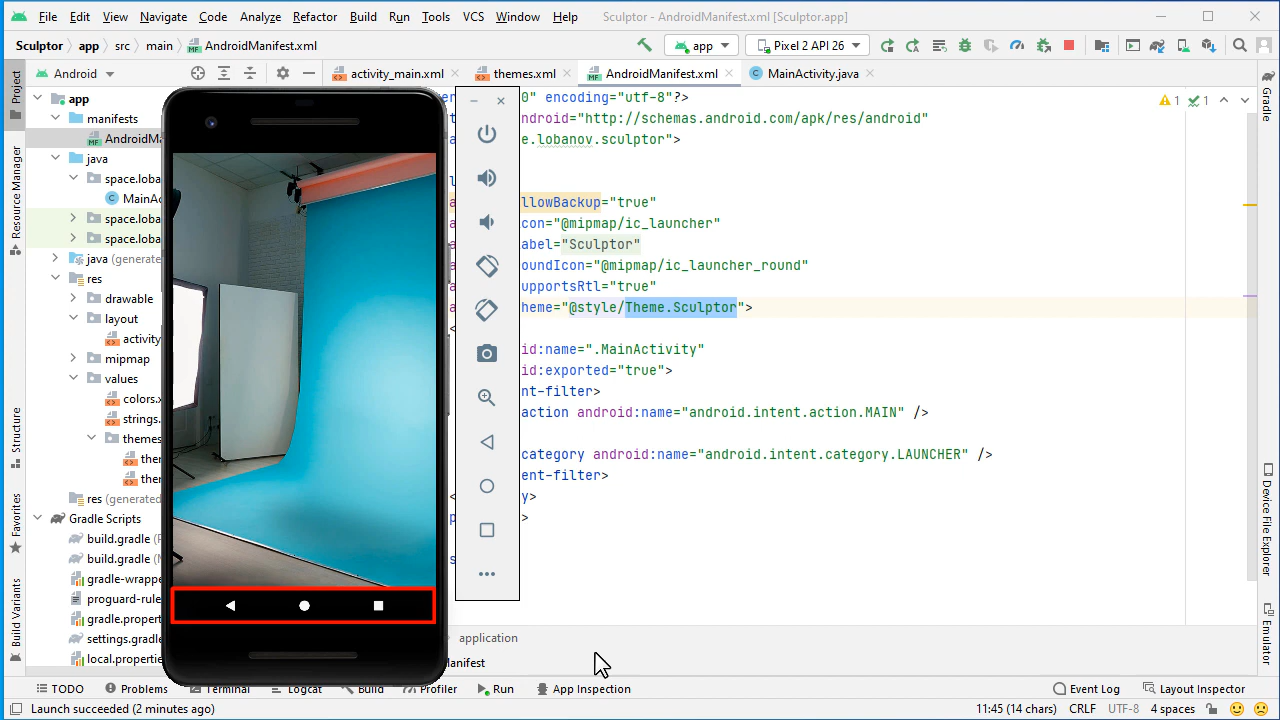 File Edit View Navigate Code Analyze Refactor Build Run Tools VCS Window Help Sculptor - AndroidManifest.xml [Sculptor.app]
Sculptor app src main AndroidManifest.xml app Pixel 2 API 26
Android activity_main.xml themes.xml AndroidManifest.xml MainActivity.java
Project
Resource Manager
Structure
Favorites
Build Variants
app
manifests
AndroidM
java
space.loba
MainAc
space.loba
space.loba
java (generate
res
drawable
layout
activity
mipmap
values
colors.x
strings.
themes
ther
ther
res (generated
Gradle Scripts
build.gradle (P
build.gradle (M
gradle-wrappe
proguard-rule
gradle.propert
settings.gradle
local.propertie
0" encoding="utf-8"?>
ndroid="http://schemas.android.com/apk/res/android"
e.lobanov.sculptor">
llowBackup="true"
con="@mipmap/ic_launcher"
abel="Sculptor"
oundIcon="@mipmap/ic_launcher_round"
upportsRtl="true"
heme="@style/Theme.Sculptor">
id:name=".MainActivity"
id:exported="true">
nt-filter>
action android:name="android.intent.action.MAIN" />
category android:name="android.intent.category.LAUNCHER" />
ent-filter>
y>
>
1 1
application
Manifest
Gradle
Device File Explorer
Emulator
TODO Problems Terminal Logcat Build Profiler Run App Inspection Event Log Layout Inspector
Launch succeeded (2 minutes ago) 11:45 (14 chars) CRLF UTF-8 4 spaces